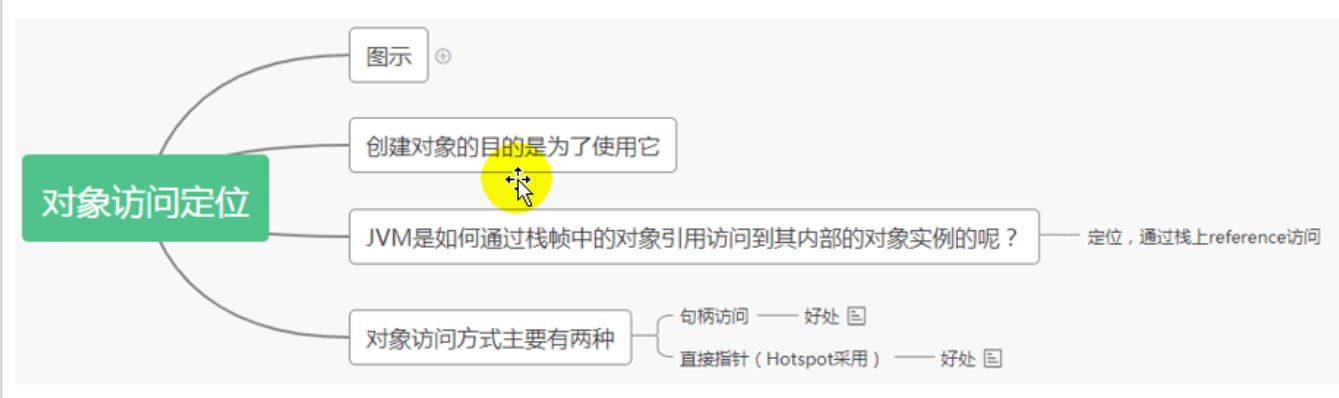 图示
创建对象的目的是为了使用它
对象访问定位
JVM是如何通过栈帧中的对象引用访问到其内部的对象实例的呢？
定位，通过栈上reference访问
对象访问方式主要有两种
句柄访问
好处
直接指针（Hotspot采用）
好处